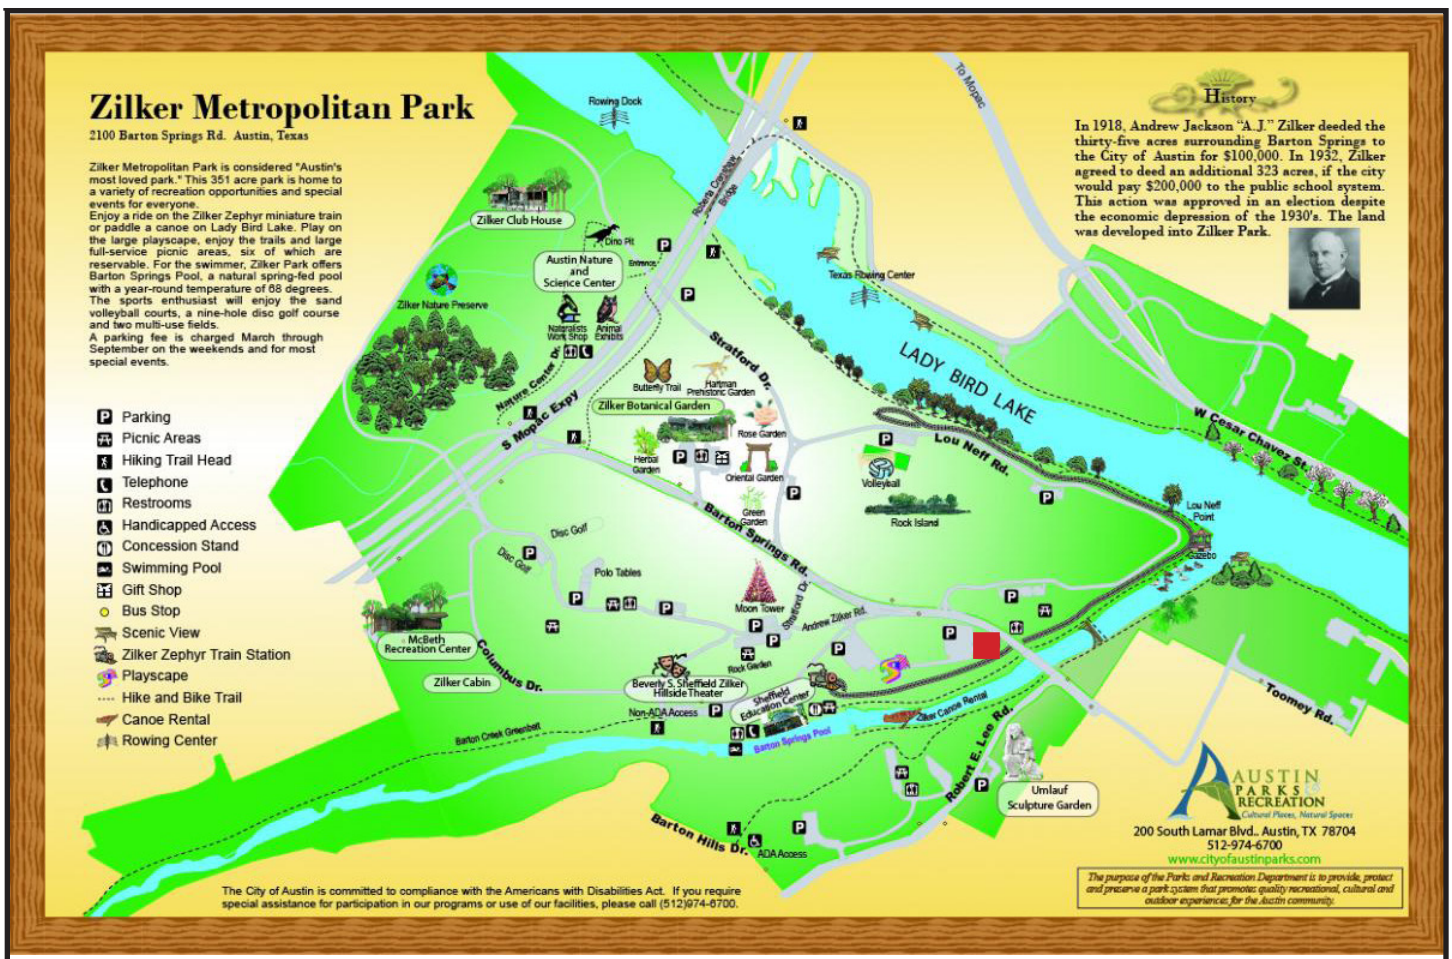 Zilker Metropolitan Park
2100 Barton Springs Rd. Austin, Texas
Zilker Metropolitan Park is considered "Austin's
most loved park." This 351 acre park is home to
a variety of recreation opportunities and special
events for everyone.
Enjoy a ride on the Zilker Zephyr miniature train
or paddle a canoe on Lady Bird Lake. Play on
the large playscape, enjoy the trails and large
full-service picnic areas, six of which are
reservable. For the swimmer, Zilker Park offers
Barton Springs Pool, a natural spring-fed pool
with a year-round temperature of 68 degrees.
The sports enthusiast will enjoy the sand
volleyball courts, a nine-hole disc golf course
and two multi-use fields.
A parking fee is charged March through
September on the weekends and for most
special events.
P Parking
Picnic Areas
Hiking Trail Head
Telephone
Restrooms
Handicapped Access
Concession Stand
Swimming Pool
Gift Shop
Bus Stop
Scenic View
Zilker Zephyr Train Station
Playscape
Hike and Bike Trail
Canoe Rental
Rowing Center
History
In 1918, Andrew Jackson “A.J.” Zilker deeded the
thirty-five acres surrounding Barton Springs to
the City of Austin for $100,000. In 1932, Zilker
agreed to deed an additional 323 acres, if the city
would pay $200,000 to the public school system.
This action was approved in an election despite
the economic depression of the 1930's. The land
was developed into Zilker Park.
Rowing Dock
To Mopac
Roberta Crenshaw
Bridge
Zilker Club House
Dino Pit
Entrance
Austin Nature
and
Science Center
Zilker Nature Preserve
Naturalists
Work Shop
Animal
Exhibits
Nature Center Dr.
S Mopac Expy
Texas Rowing Center
LADY BIRD LAKE
W Cesar Chavez St.
Stratford Dr.
Butterfly Trail
Hartman
Prehistoric Garden
Zilker Botanical Garden
Rose Garden
Herbal
Garden
Oriental Garden
Green
Garden
Lou Neff Rd.
Volleyball
Rock Island
Lou Neff
Point
Gazebo
Barton Springs Rd.
Disc Golf
Disc Golf
Polo Tables
Moon Tower
Stratford Dr.
Andrew Zilker Rd.
Rock Garden
McBeth
Recreation Center
Zilker Cabin
Columbus Dr.
Beverly S. Sheffield Zilker
Hillside Theater
Sheffield
Education Center
Non-ADA Access
Barton Creek Greenbelt
Barton Springs Pool
Zilker Canoe Rental
Robert E. Lee Rd.
Toomey Rd.
Umlauf
Sculpture Garden
Barton Hills Dr.
ADA Access
AUSTIN
PARKS
&
RECREATION
Cultural Places, Natural Spaces
200 South Lamar Blvd.. Austin, TX 78704
512-974-6700
www.cityofaustinparks.com
The purpose of the Parks and Recreation Department is to provide, protect
and preserve a park system that promotes quality recreational, cultural and
outdoor experiences for the Austin community.
The City of Austin is committed to compliance with the Americans with Disabilities Act. If you require
special assistance for participation in our programs or use of our facilities, please call (512)974-6700.